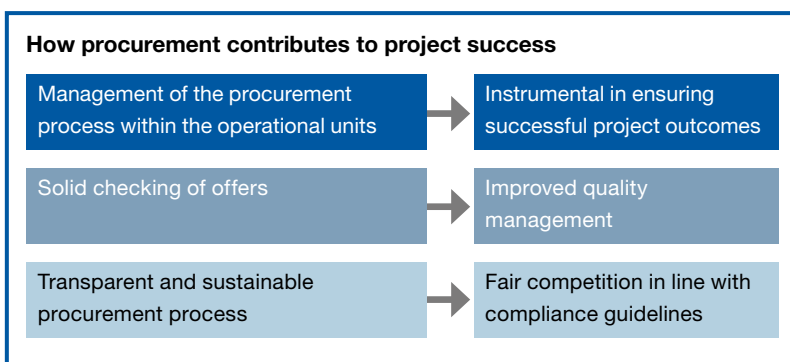 How procurement contributes to project success
Management of the procurement
process within the operational units
Instrumental in ensuring
successful project outcomes
Solid checking of offers
Improved quality
management
Transparent and sustainable
procurement process
Fair competition in line with
compliance guidelines